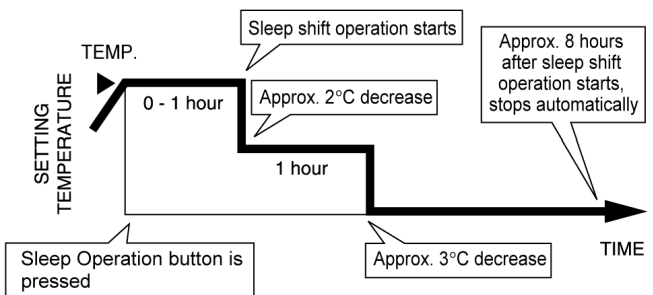 Sleep shift operation starts
TEMP.
Approx. 8 hours
after sleep shift
operation starts,
stops automatically
SETTING
TEMPERATURE
0 - 1 hour
Approx. 2°C decrease
1 hour
Sleep Operation button is
pressed
Approx. 3°C decrease
TIME